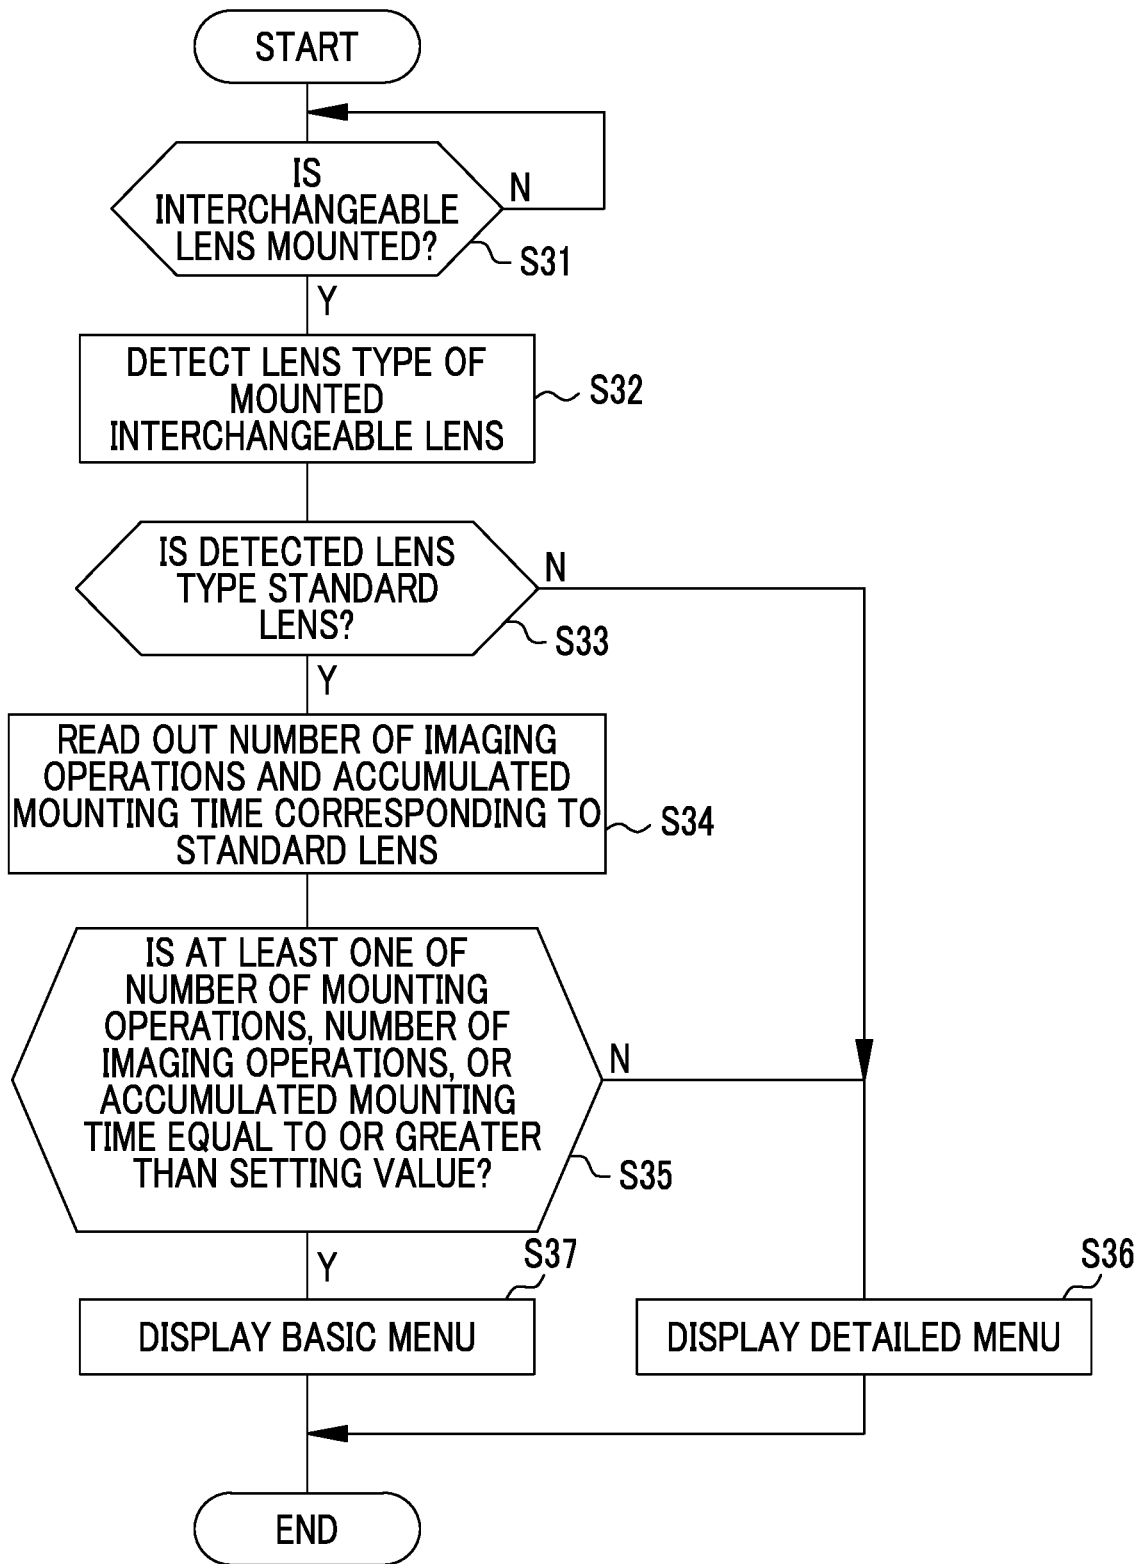 START
IS
INTERCHANGEABLE
LENS MOUNTED?
N
S31
Y
DETECT LENS TYPE OF
MOUNTED
INTERCHANGEABLE LENS
S32
IS DETECTED LENS
TYPE STANDARD
LENS?
N
S33
Y
READ OUT NUMBER OF IMAGING
OPERATIONS AND ACCUMULATED
MOUNTING TIME CORRESPONDING TO
STANDARD LENS
S34
IS AT LEAST ONE OF
NUMBER OF MOUNTING
OPERATIONS, NUMBER OF
IMAGING OPERATIONS, OR
ACCUMULATED MOUNTING
TIME EQUAL TO OR GREATER
THAN SETTING VALUE?
N
S35
Y
S37
DISPLAY BASIC MENU
S36
DISPLAY DETAILED MENU
END